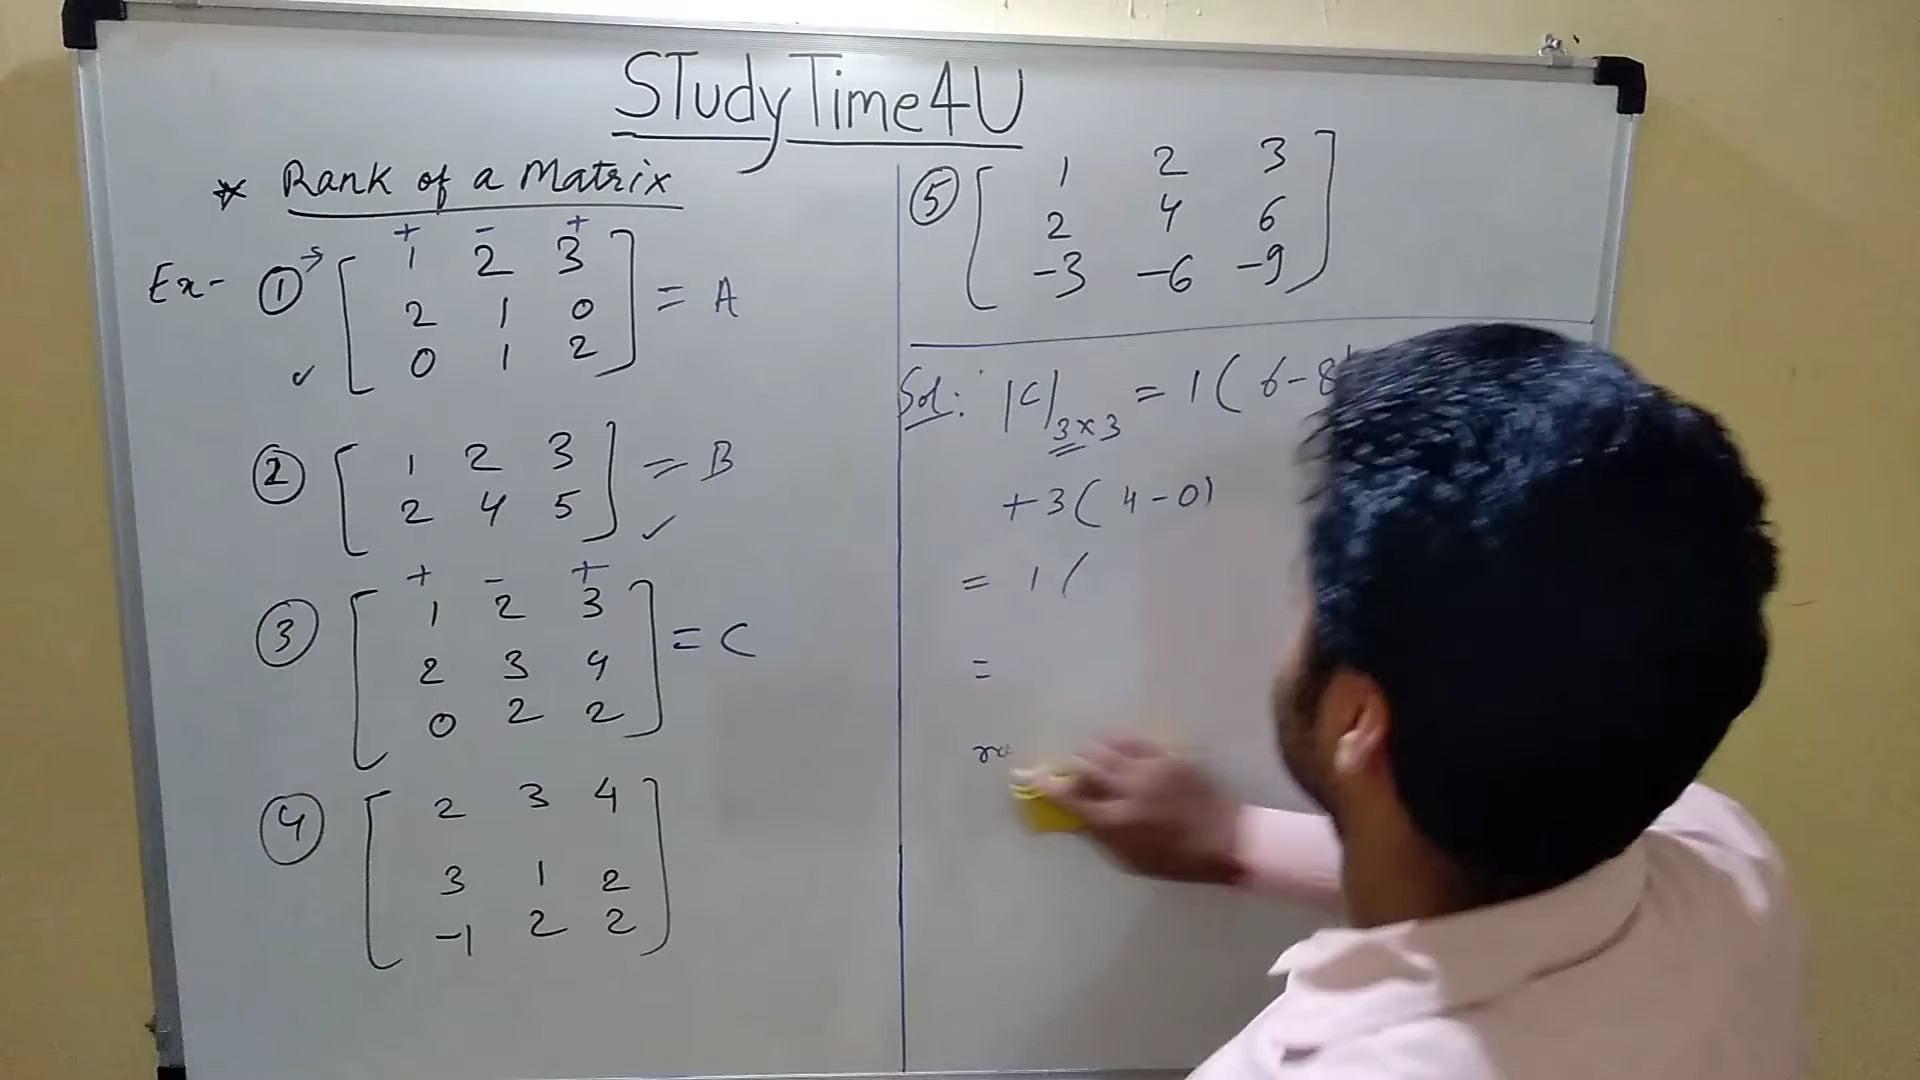 STudyTime4U
* Rank of a Matrix
+ - +
Ex- ① → [ 1 2 3
2 1 0
0 1 2 ] = A
✓
② [ 1 2 3
2 4 5 ] = B
✓
+ - +
③ [ 1 2 3
2 3 4
0 2 2 ] = C
④ [ 2 3 4
3 1 2
-1 2 2 ]
⑤ [ 1 2 3
2 4 6
-3 -6 -9 ]
Sol: |C|3×3 = 1 ( 6-8
+3 ( 4-0)
= 1 (
=